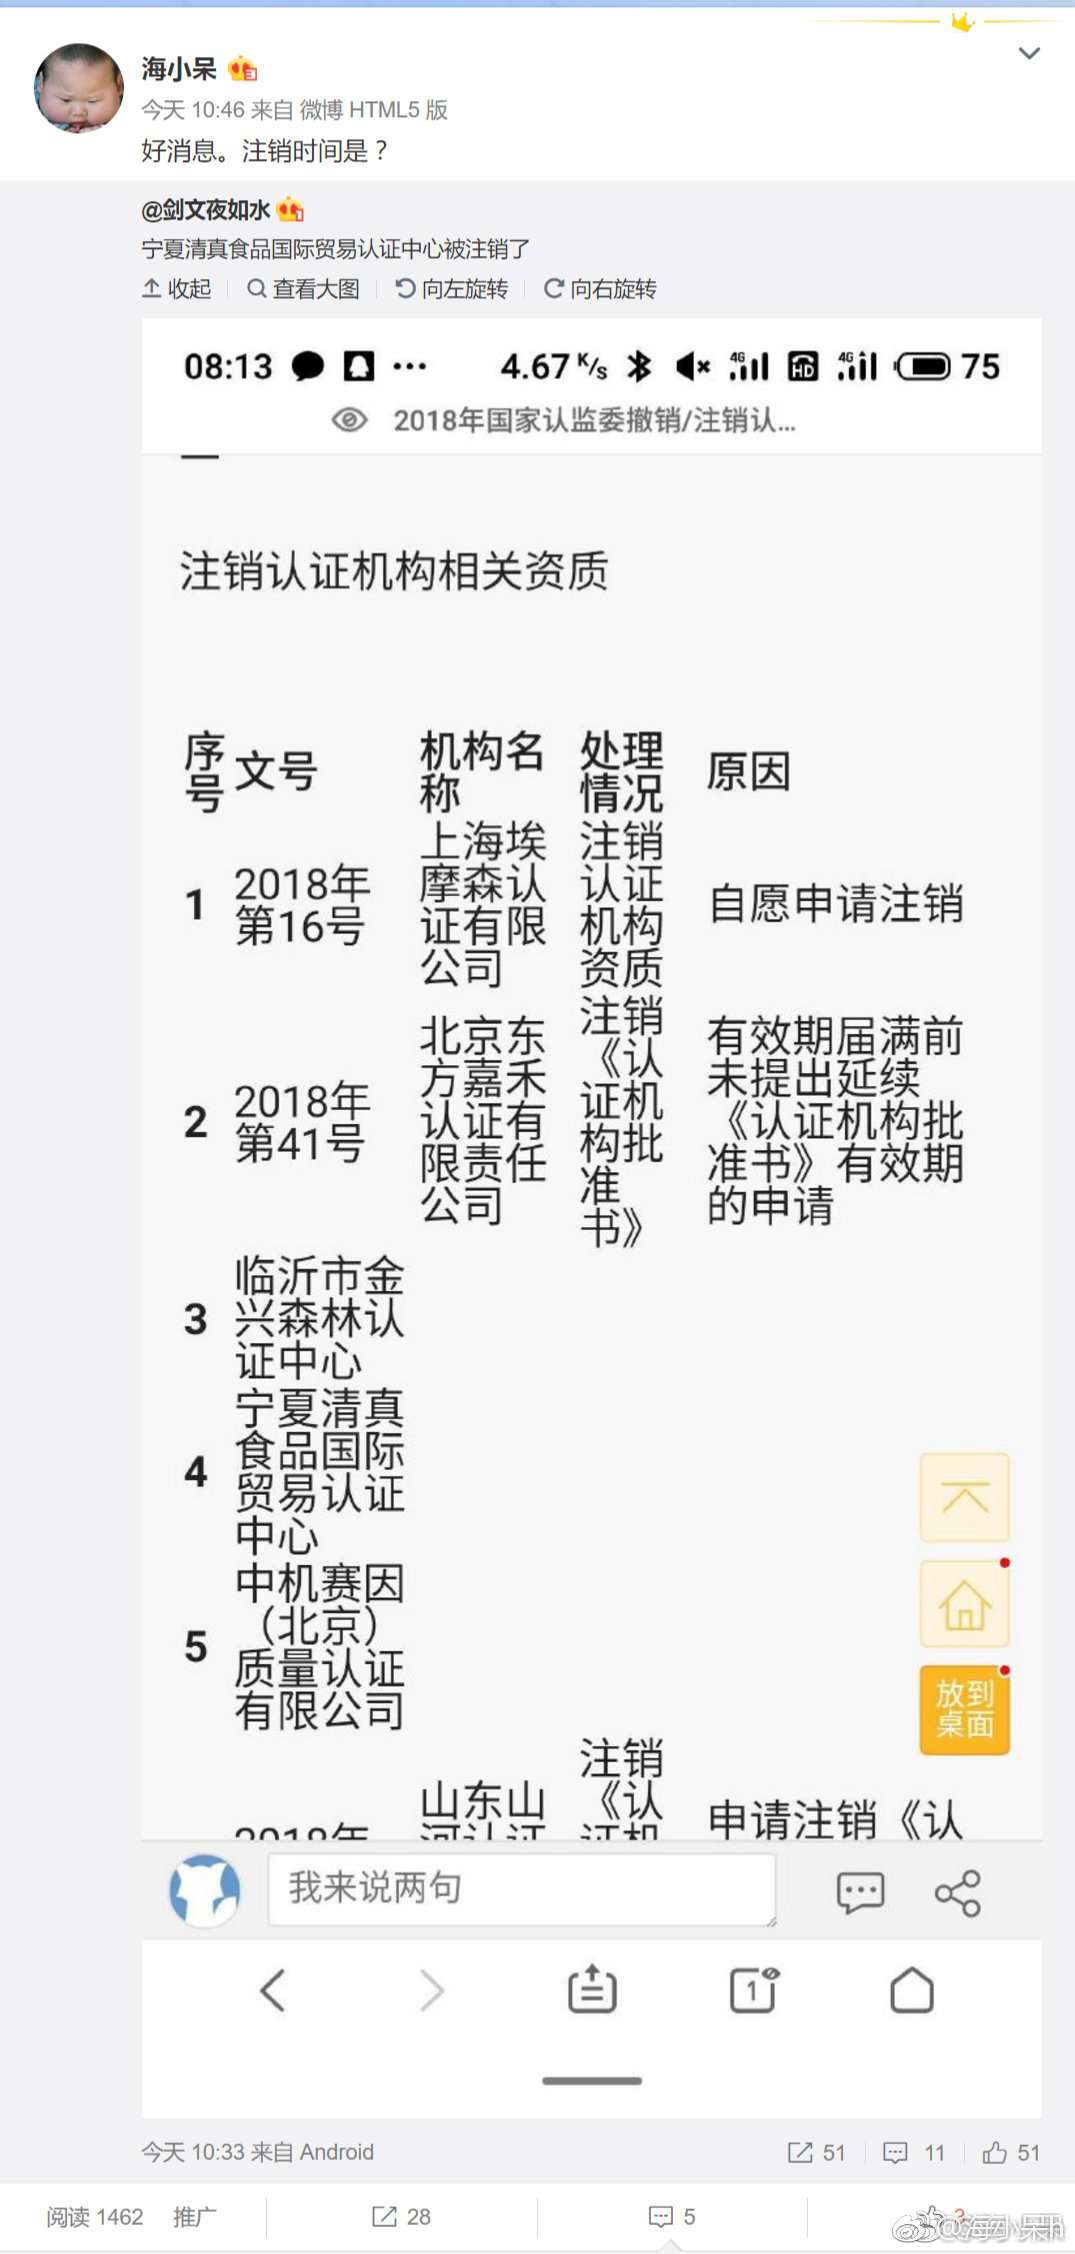 海小呆
今天 10:46 来自 微博 HTML5 版
好消息。注销时间是？
@剑文夜如水
宁夏清真食品国际贸易认证中心被注销了
收起 查看大图 向左旋转 向右旋转
08:13 4.67 K/s 4G HD 4G 75
2018年国家认监委撤销/注销认...
注销认证机构相关资质
序号 文号 机构名称 处理情况 原因
1 2018年第16号 上海埃摩森认证有限公司 注销认证机构资质 自愿申请注销
2 2018年第41号 北京东方嘉禾认证有限责任公司 注销《认证机构批准书》 有效期届满前未提出延续《认证机构批准书》有效期的申请
3 临沂市金兴森林认证中心
4 宁夏清真食品国际贸易认证中心
5 中机赛因（北京）质量认证有限公司
2018年 山东山河认证 注销《认证机 申请注销《认
放到
桌面
我来说两句
1
今天 10:33 来自 Android 51 11 51
阅读 1462 推广 28 5 3